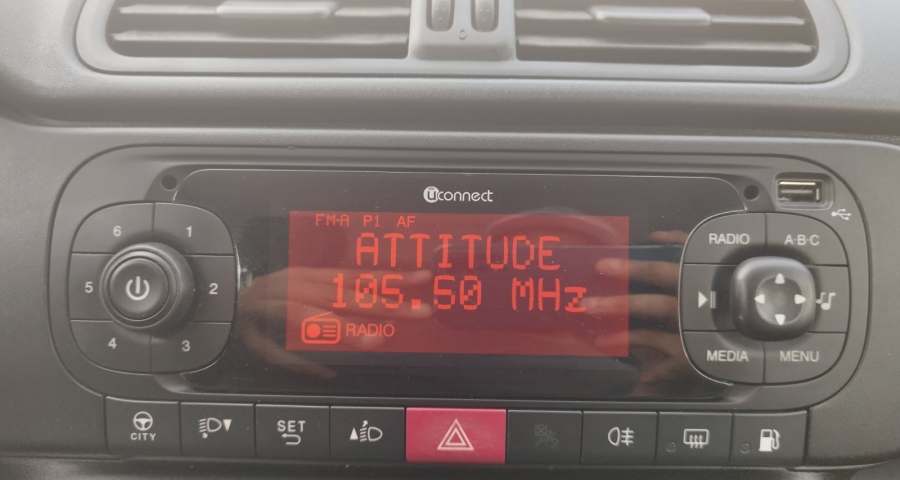 uconnect
FM-A P1 AF
ATTITUDE
105.50 MHz
RADIO
6
1
5
2
4
3
RADIO
A·B·C
MEDIA
MENU
CITY
SET